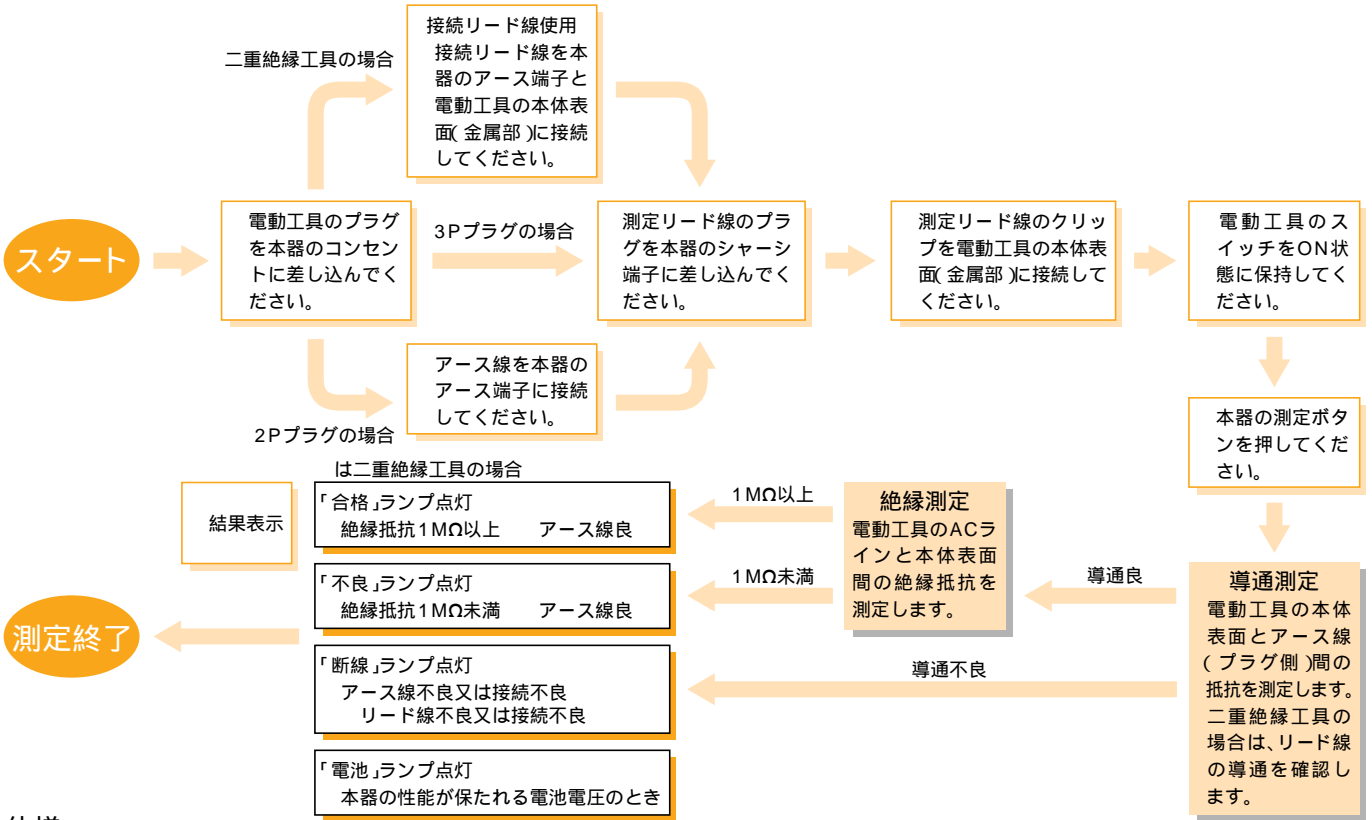 接続リード線使用
接続リード線を本
器のアース端子と
電動工具の本体表
面(金属部)に接続
してください。
二重絶縁工具の場合
スタート
電動工具のプラグ
を本器のコンセン
トに差し込んでく
ださい。
3Pプラグの場合
測定リード線のプラ
グを本器のシャーシ
端子に差し込んでく
ださい。
測定リード線のクリッ
プを電動工具の本体表
面(金属部)に接続して
ください。
電動工具のス
イッチをON状
態に保持してく
ださい。
アース線を本器の
アース端子に接続
してください。
2Pプラグの場合
本器の測定ボタ
ンを押してくだ
さい。
は二重絶縁工具の場合
結果表示
「合格」ランプ点灯
絶縁抵抗1MΩ以上 アース線良
1MΩ以上
絶縁測定
電動工具のACラ
インと本体表面
間の絶縁抵抗を
測定します。
「不良」ランプ点灯
絶縁抵抗1MΩ未満 アース線良
1MΩ未満
導通良
導通測定
電動工具の本体
表面とアース線
(プラグ側)間の
抵抗を測定します。
二重絶縁工具の
場合は、リード線
の導通を確認し
ます。
測定終了
「断線」ランプ点灯
アース線不良又は接続不良
リード線不良又は接続不良
導通不良
「電池」ランプ点灯
本器の性能が保たれる電池電圧のとき